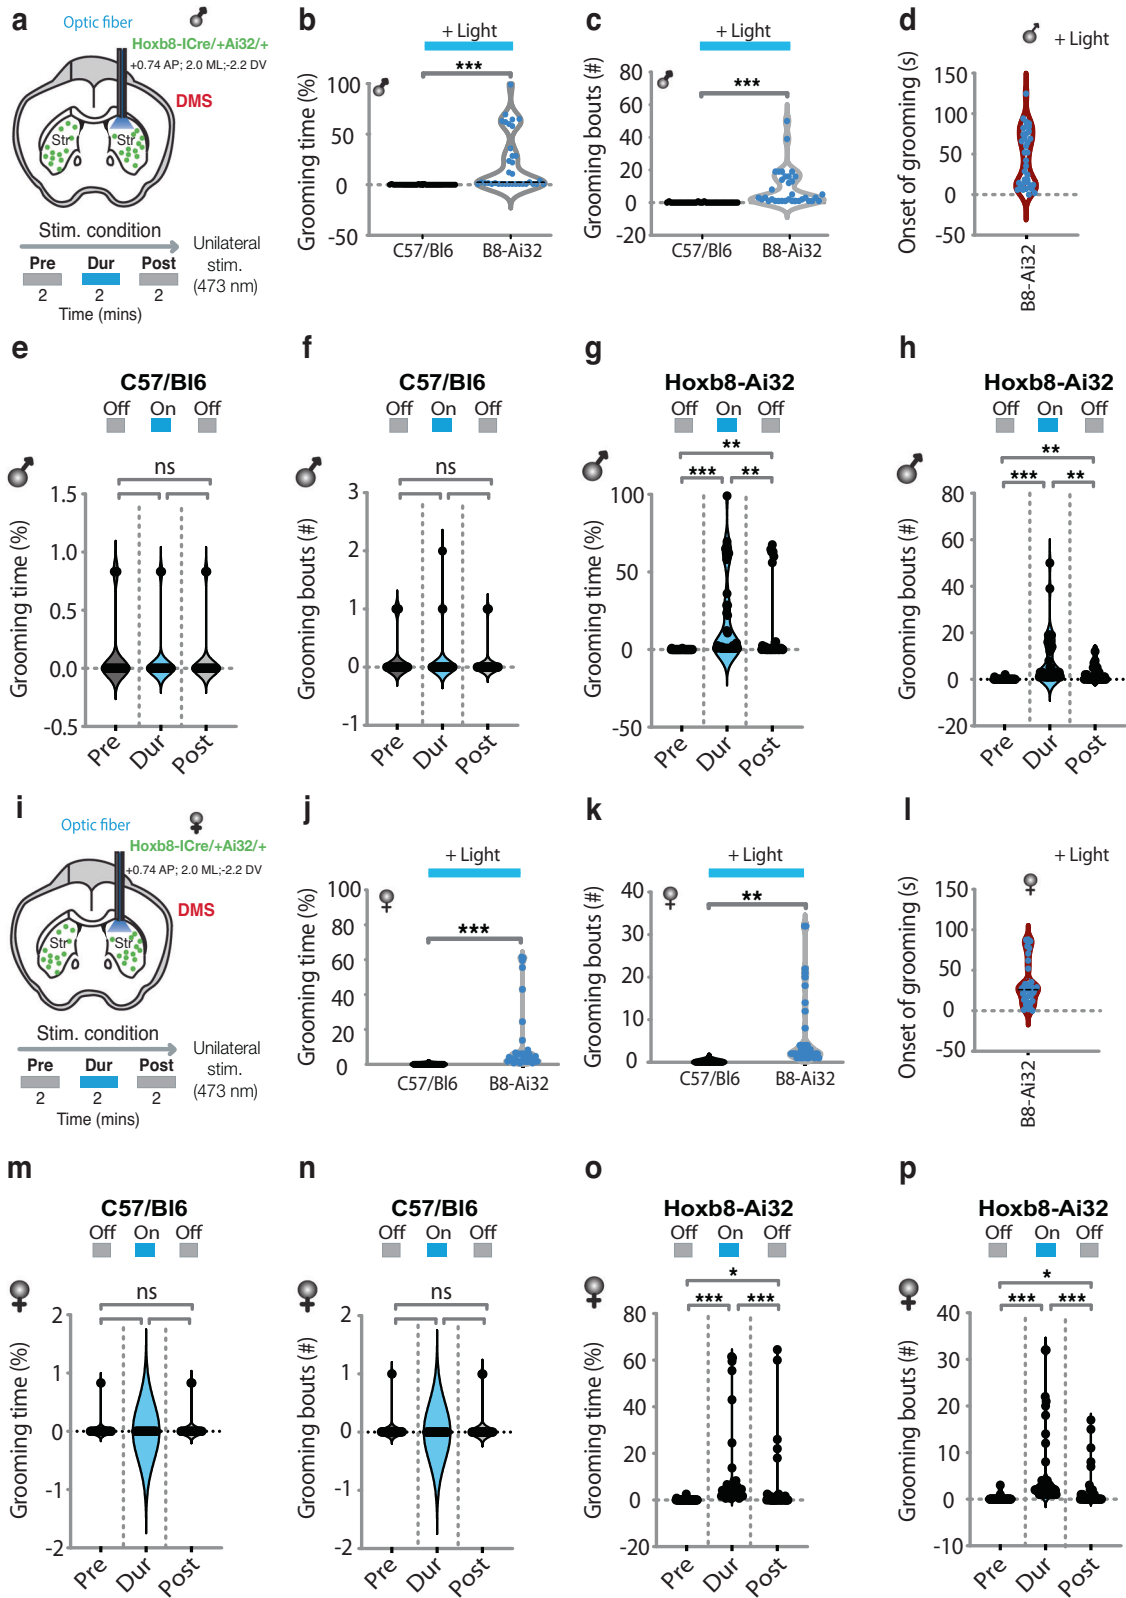 a
Optic fiber
Hoxb8-ICre/+Ai32/+
+0.74 AP; 2.0 ML;-2.2 DV
DMS
Str
Str
Stim. condition
Pre
Dur
Post
2
2
2
Time (mins)
Unilateral
stim.
(473 nm)
b
+ Light
***
Grooming time (%)
100
50
0
-50
C57/Bl6
B8-Ai32
c
+ Light
***
Grooming bouts (#)
80
60
40
20
0
-20
C57/Bl6
B8-Ai32
d
+ Light
Onset of grooming (s)
150
100
50
0
-50
B8-Ai32
e
C57/Bl6
Off
On
Off
ns
Grooming time (%)
1.5
1.0
0.5
0.0
-0.5
Pre
Dur
Post
f
C57/Bl6
Off
On
Off
ns
Grooming bouts (#)
3
2
1
0
-1
Pre
Dur
Post
g
Hoxb8-Ai32
Off
On
Off
**
***
**
Grooming time (%)
100
50
0
-50
Pre
Dur
Post
h
Hoxb8-Ai32
Off
On
Off
**
***
**
Grooming bouts (#)
80
60
40
20
0
-20
Pre
Dur
Post
i
Optic fiber
Hoxb8-ICre/+Ai32/+
+0.74 AP; 2.0 ML;-2.2 DV
DMS
Str
Str
Stim. condition
Pre
Dur
Post
2
2
2
Time (mins)
Unilateral
stim.
(473 nm)
j
+ Light
***
Grooming time (%)
100
80
60
40
20
0
C57/Bl6
B8-Ai32
k
+ Light
**
Grooming bouts (#)
40
30
20
10
0
C57/Bl6
B8-Ai32
l
+ Light
Onset of grooming (s)
150
100
50
0
-50
B8-Ai32
m
C57/Bl6
Off
On
Off
ns
Grooming time (%)
2
1
0
-1
-2
Pre
Dur
Post
n
C57/Bl6
Off
On
Off
ns
Grooming bouts (#)
2
1
0
-1
-2
Pre
Dur
Post
o
Hoxb8-Ai32
Off
On
Off
*
***
***
Grooming time (%)
80
60
40
20
0
-20
Pre
Dur
Post
p
Hoxb8-Ai32
Off
On
Off
*
***
***
Grooming bouts (#)
40
30
20
10
0
-10
Pre
Dur
Post